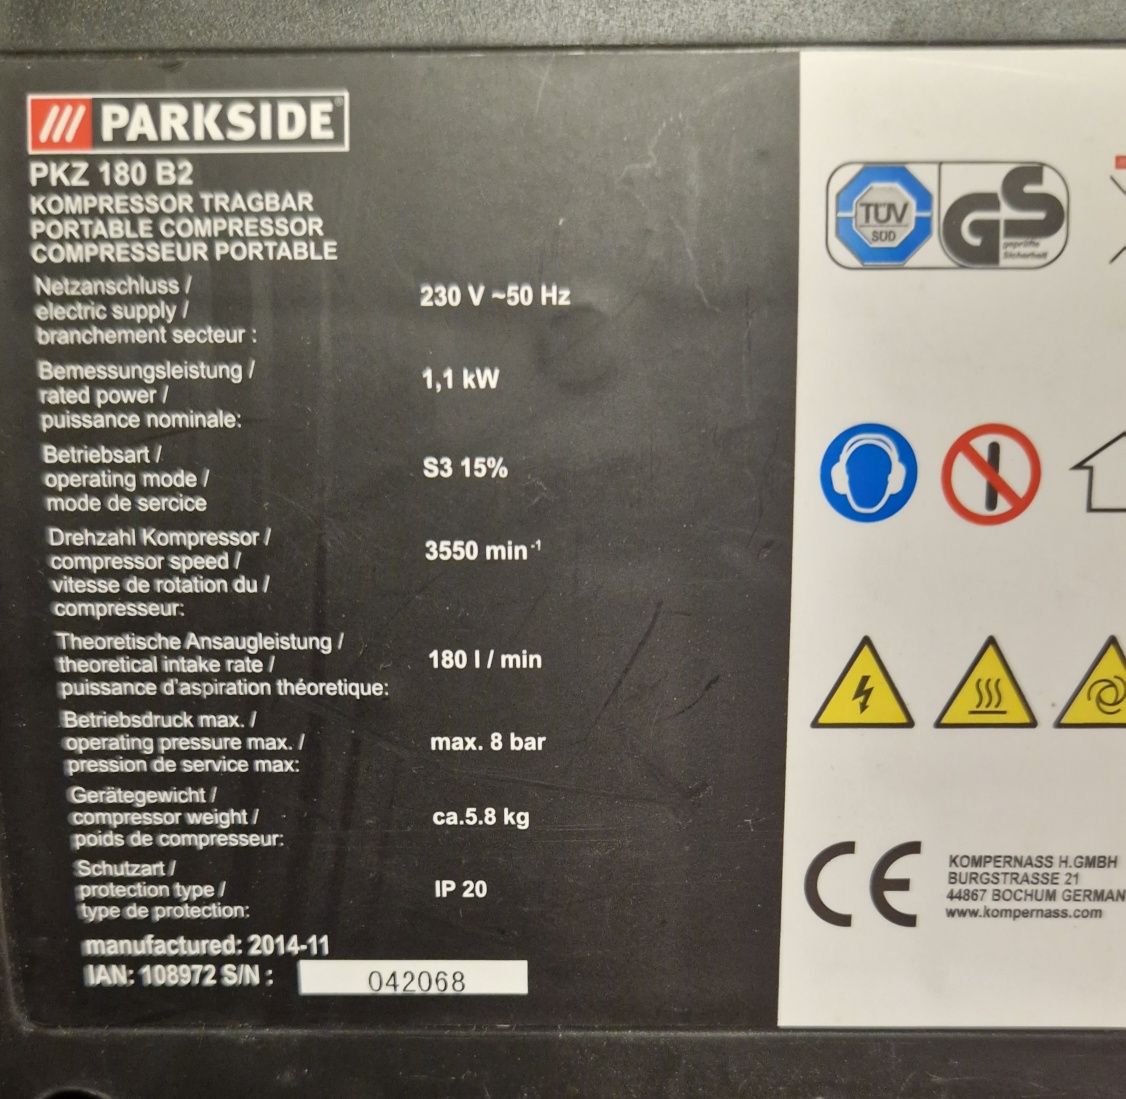 PARKSIDE®
PKZ 180 B2
KOMPRESSOR TRAGBAR
PORTABLE COMPRESSOR
COMPRESSEUR PORTABLE
Netzanschluss /
electric supply /
branchement secteur :
230 V ~50 Hz
Bemessungsleistung /
rated power /
puissance nominale:
1,1 kW
Betriebsart /
operating mode /
mode de sercice
S3 15%
Drehzahl Kompressor /
compressor speed /
vitesse de rotation du /
compresseur:
3550 min-1
Theoretische Ansaugleistung /
theoretical intake rate /
puissance d'aspiration théoretique:
180 l / min
Betriebsdruck max. /
operating pressure max. /
pression de service max:
max. 8 bar
Gerätegewicht /
compressor weight /
poids de compresseur:
ca.5.8 kg
Schutzart /
protection type /
type de protection:
IP 20
manufactured: 2014-11
IAN: 108972 S/N :
042068
TÜV
SÜD
GS
geprüfte
Sicherheit
CE
KOMPERNASS H.GMBH
BURGSTRASSE 21
44867 BOCHUM GERMAN
www.kompernass.com